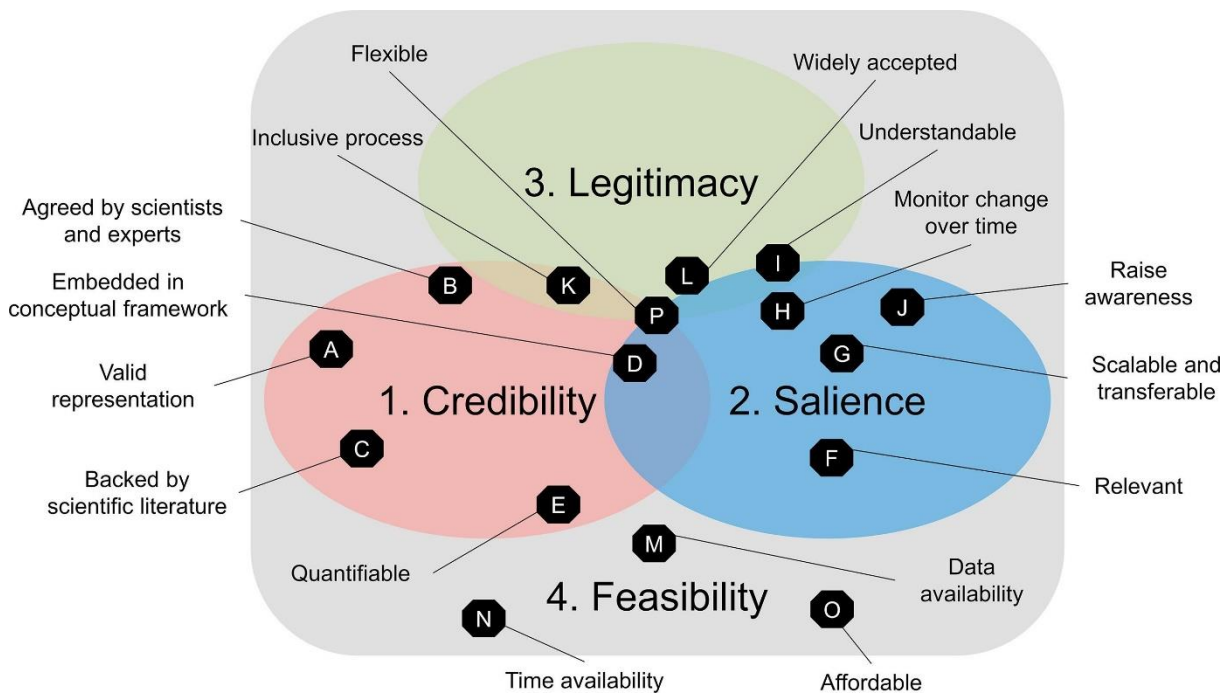 Flexible
Widely accepted
Inclusive process
Understandable
3. Legitimacy
Agreed by scientists
and experts
Monitor change
over time
Embedded in
conceptual framework
Raise
awareness
B
K
L
I
P
H
J
A
D
G
Valid
representation
1. Credibility
2. Salience
Scalable and
transferable
C
F
Backed by
scientific literature
Relevant
E
M
Quantifiable
4. Feasibility
Data
availability
N
O
Time availability
Affordable